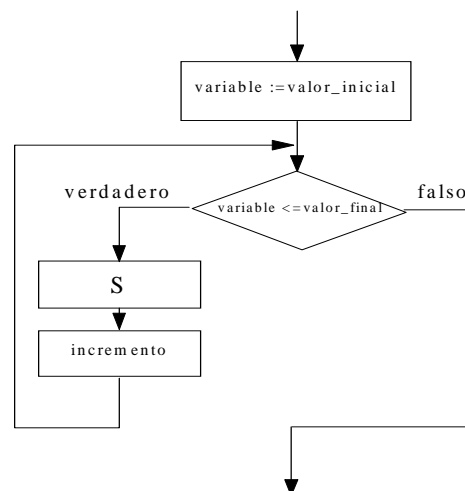 variable :=valor_inicial
verdadero
falso
variable <=valor_final
S
incremento